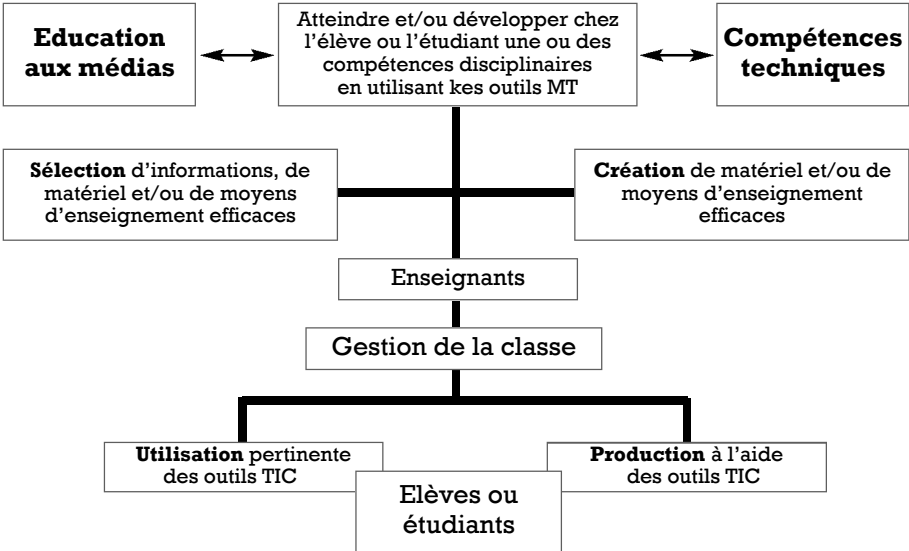 Education
aux médias
Atteindre et/ou développer chez
l'élève ou l'étudiant une ou des
compétences disciplinaires
en utilisant kes outils MT
Compétences
techniques
Sélection d'informations, de
matériel et/ou de moyens
d'enseignement efficaces
Création de matériel et/ou de
moyens d'enseignement
efficaces
Enseignants
Gestion de la classe
Utilisation pertinente
des outils TIC
Production à l'aide
des outils TIC
Elèves ou
étudiants